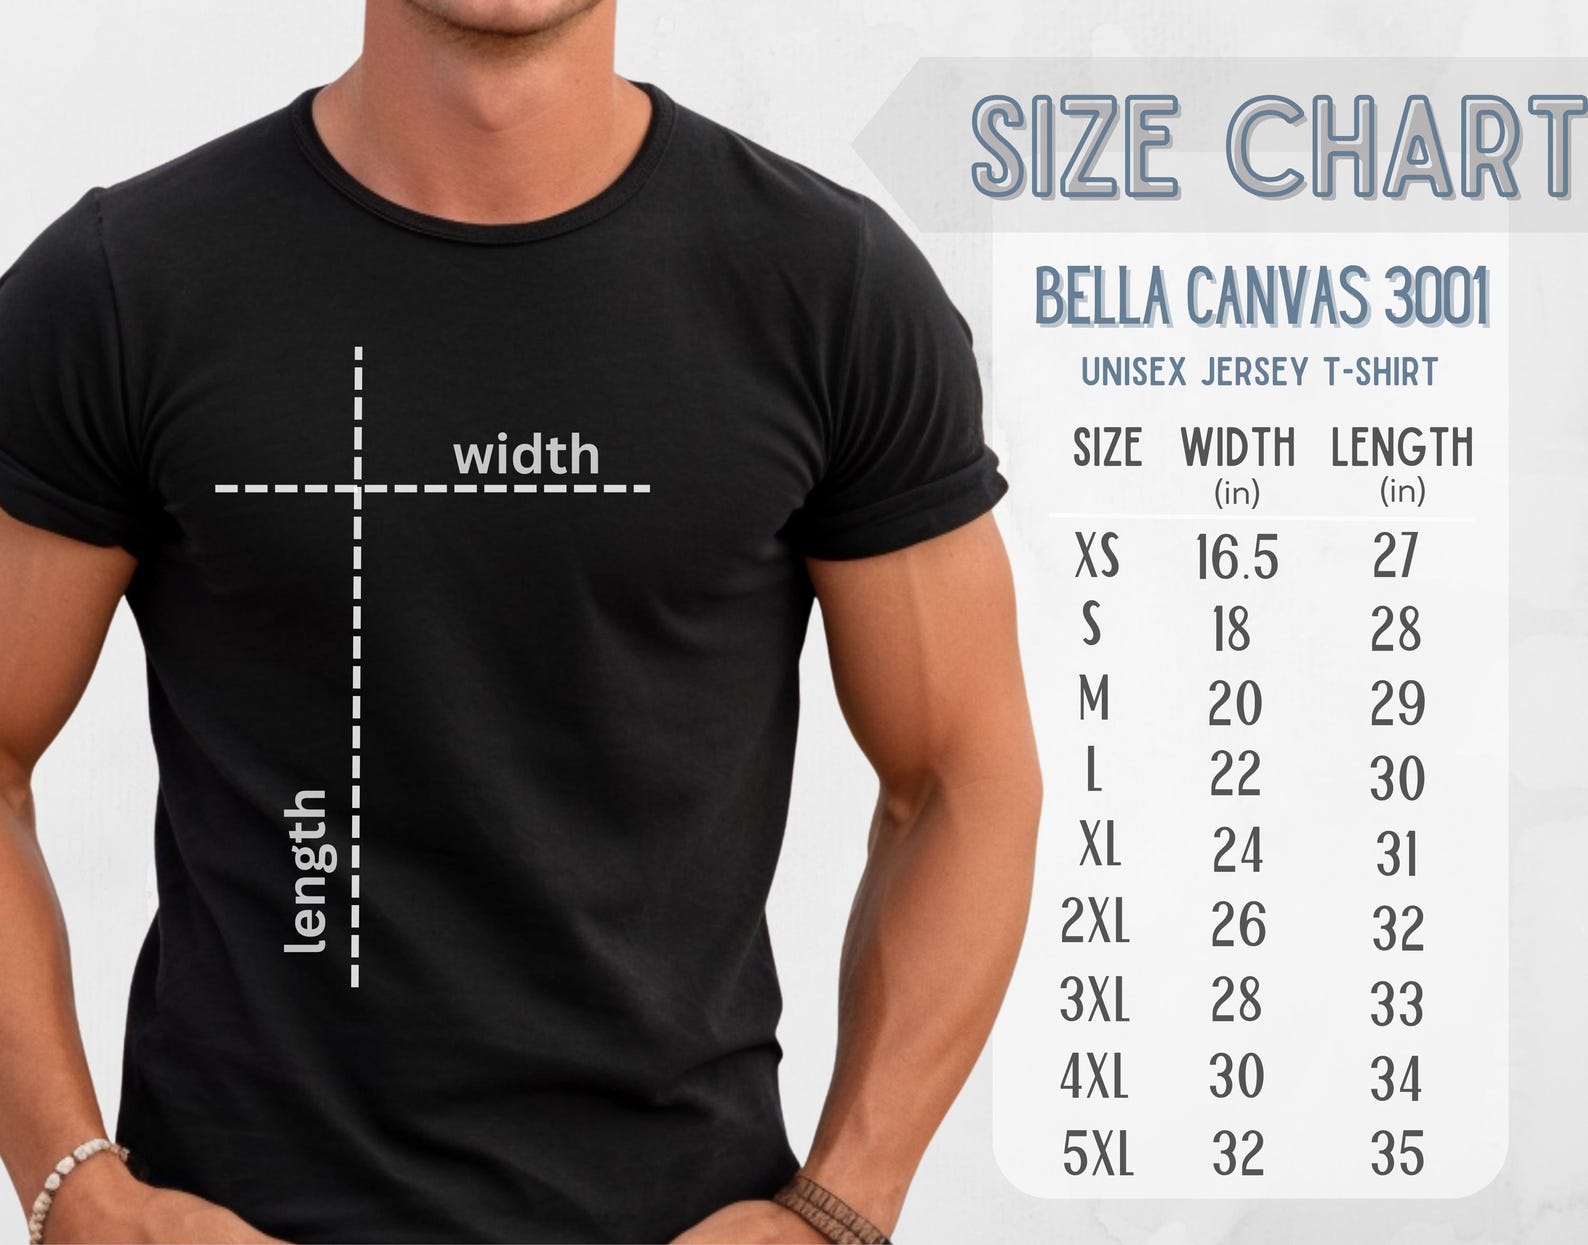 SIZE CHART
BELLA CANVAS 3001
UNISEX JERSEY T-SHIRT
SIZE WIDTH LENGTH
(in) (in)
XS 16.5 27
S 18 28
M 20 29
L 22 30
XL 24 31
2XL 26 32
3XL 28 33
4XL 30 34
5XL 32 35
width
length